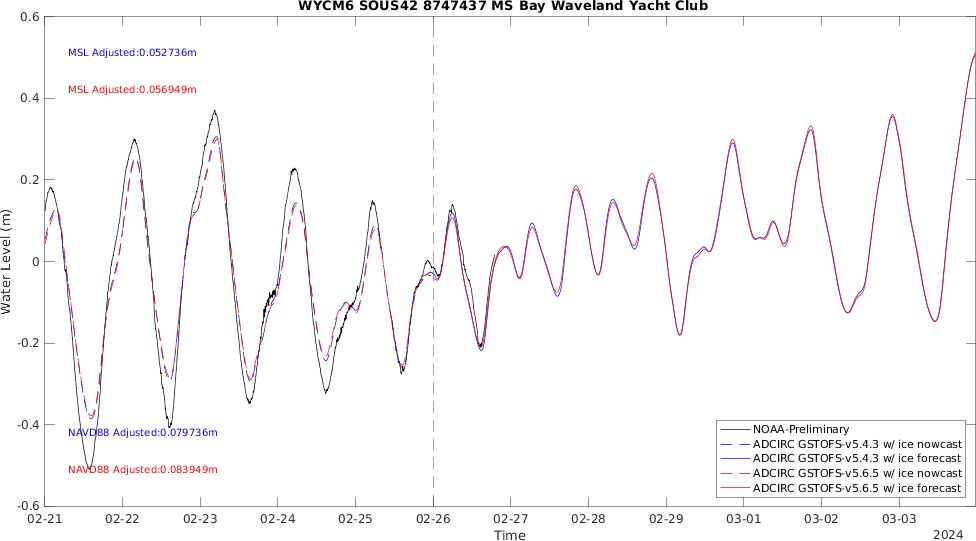 WYCM6 SOUS42 8747437 MS Bay Waveland Yacht Club
0.6
MSL Adjusted:0.052736m
MSL Adjusted:0.056949m
0.4
0.2
0
-0.2
-0.4
-0.6
Water Level (m)
NAVD88 Adjusted:0.079736m
NAVD88 Adjusted:0.083949m
NOAA-Preliminary
ADCIRC GSTOFS-v5.4.3 w/ ice nowcast
ADCIRC GSTOFS-v5.4.3 w/ ice forecast
ADCIRC GSTOFS-v5.6.5 w/ ice nowcast
ADCIRC GSTOFS-v5.6.5 w/ ice forecast
02-21 02-22 02-23 02-24 02-25 02-26 02-27 02-28 02-29 03-01 03-02 03-03
Time
2024